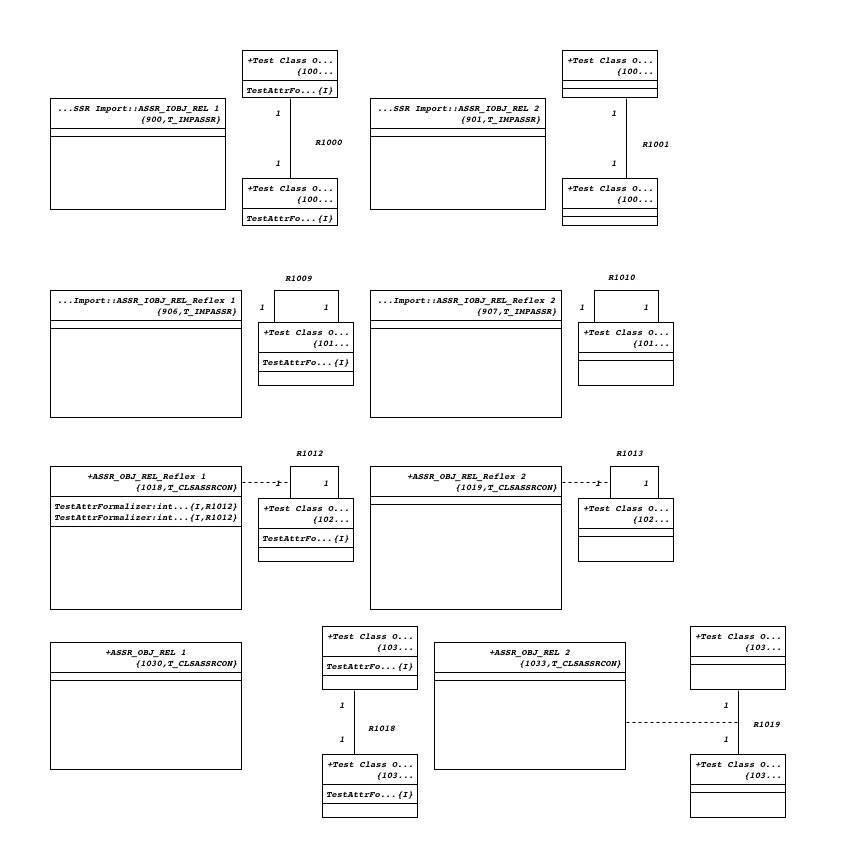 +Test Class O...
{100...
TestAttrFo...{I}
+Test Class O...
{100...
...SSR Import::ASSR_IOBJ_REL 1
{900,T_IMPASSR}
...SSR Import::ASSR_IOBJ_REL 2
{901,T_IMPASSR}
1
R1000
1
1
R1001
1
+Test Class O...
{100...
TestAttrFo...{I}
+Test Class O...
{100...
R1009
R1010
...Import::ASSR_IOBJ_REL_Reflex 1
{906,T_IMPASSR}
1
1
...Import::ASSR_IOBJ_REL_Reflex 2
{907,T_IMPASSR}
1
1
+Test Class O...
{101...
TestAttrFo...{I}
+Test Class O...
{101...
R1012
R1013
+ASSR_OBJ_REL_Reflex 1
{1018,T_CLSASSRCON}
TestAttrFormalizer:int...{I,R1012}
TestAttrFormalizer:int...{I,R1012}
1
1
+ASSR_OBJ_REL_Reflex 2
{1019,T_CLSASSRCON}
1
1
+Test Class O...
{102...
TestAttrFo...{I}
+Test Class O...
{102...
+ASSR_OBJ_REL 1
{1030,T_CLSASSRCON}
+Test Class O...
{103...
TestAttrFo...{I}
+ASSR_OBJ_REL 2
{1033,T_CLSASSRCON}
+Test Class O...
{103...
1
R1018
1
1
R1019
1
+Test Class O...
{103...
TestAttrFo...{I}
+Test Class O...
{103...